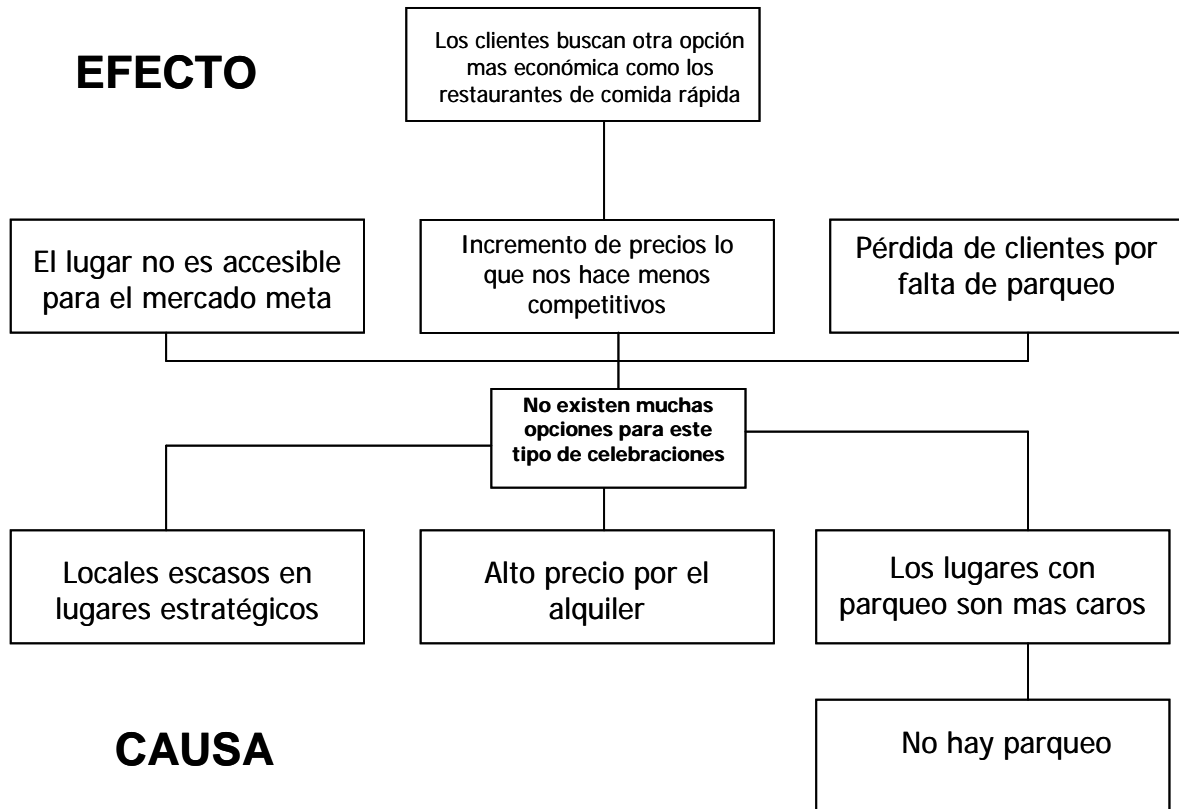 EFECTO
Los clientes buscan otra opción
mas económica como los
restaurantes de comida rápida
El lugar no es accesible
para el mercado meta
Incremento de precios lo
que nos hace menos
competitivos
Pérdida de clientes por
falta de parqueo
No existen muchas
opciones para este
tipo de celebraciones
Locales escasos en
lugares estratégicos
Alto precio por el
alquiler
Los lugares con
parqueo son mas caros
CAUSA
No hay parqueo